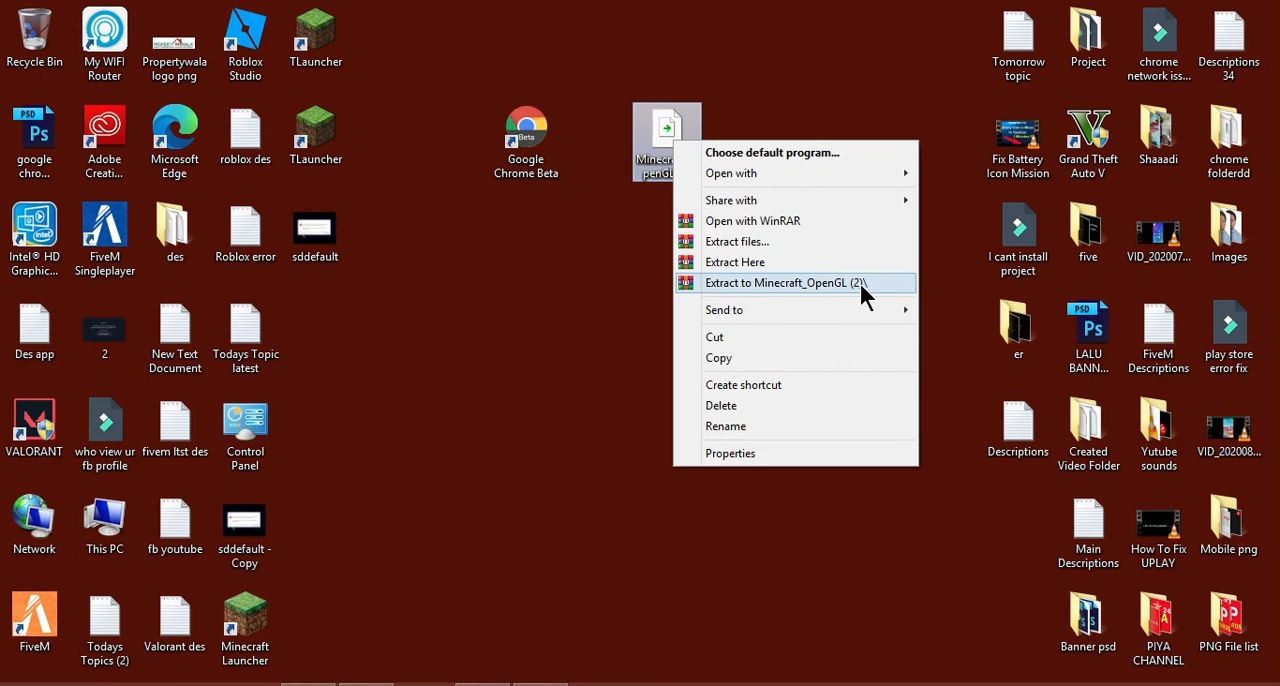 Recycle Bin
My WIFI
Router
Propertywala
logo png
Roblox
Studio
TLauncher
google
chro...
Adobe
Creati...
Microsoft
Edge
roblox des
TLauncher
Intel® HD
Graphic...
FiveM
Singleplayer
des
Roblox error
sddefault
Des app
2
New Text
Document
Todays Topic
latest
VALORANT
who view ur
fb profile
fivem ltst des
Control
Panel
Network
This PC
fb youtube
sddefault -
Copy
FiveM
Todays
Topics (2)
Valorant des
Minecraft
Launcher
Beta
Google
Chrome Beta
Choose default program...
Open with
Share with
Open with WinRAR
Extract files...
Extract Here
Extract to Minecraft_OpenGL (2)\
Send to
Cut
Copy
Create shortcut
Delete
Rename
Properties
Tomorrow
topic
Project
chrome
network iss...
Descriptions
34
Fix Battery
Icon Mission
Grand Theft
Auto V
Shaaadi
chrome
folderdd
I cant install
project
five
VID_202007...
Images
er
PSD
Ps
LALU
BANN...
FiveM
Descriptions
play store
error fix
Descriptions
Created
Video Folder
Yutube
sounds
VID_202008...
Main
Descriptions
How To Fix
UPLAY
Mobile png
Banner psd
PIYA
CHANNEL
PNG File list